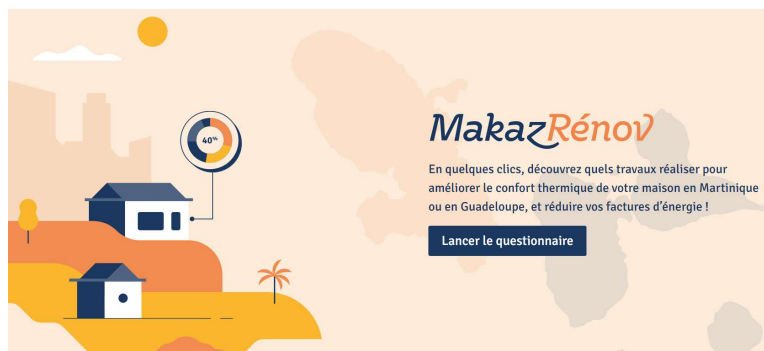 40%
MakazRénov
En quelques clics, découvrez quels travaux réaliser pour
améliorer le confort thermique de votre maison en Martinique
ou en Guadeloupe, et réduire vos factures d'énergie !
Lancer le questionnaire